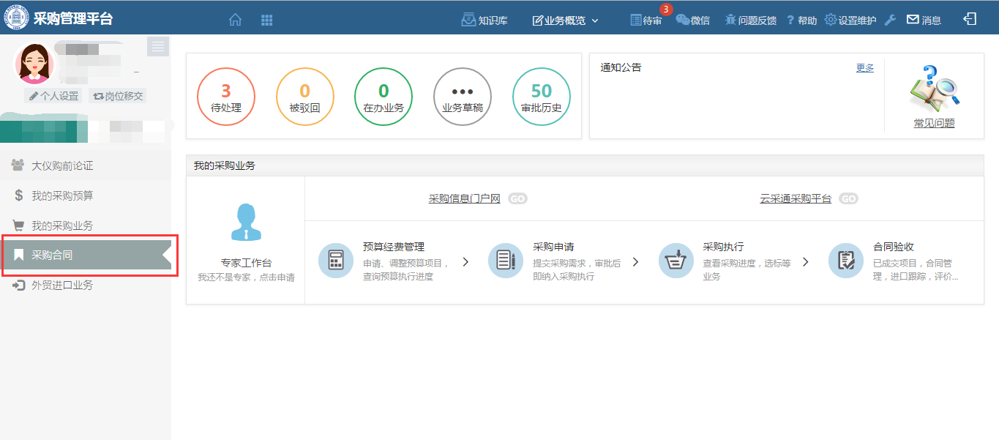 采购管理平台
知识库
业务概览
待审
3
微信
问题反馈
? 帮助
设置维护
消息
个人设置
岗位移交
大仪购前论证
$ 我的采购预算
我的采购业务
采购合同
外贸进口业务
3
待处理
0
被驳回
0
在办业务
•••
业务草稿
50
审批历史
通知公告
更多
常见问题
我的采购业务
专家工作台
我还不是专家，点击申请
采购信息门户网 GO
云采通采购平台 GO
预算经费管理
申请、调整预算项目，
查询预算执行进度
采购申请
提交采购需求，审批后
即纳入采购执行
采购执行
查看采购进度，选标等
业务
合同验收
已成交项目，合同管
理，进口跟踪，评价...